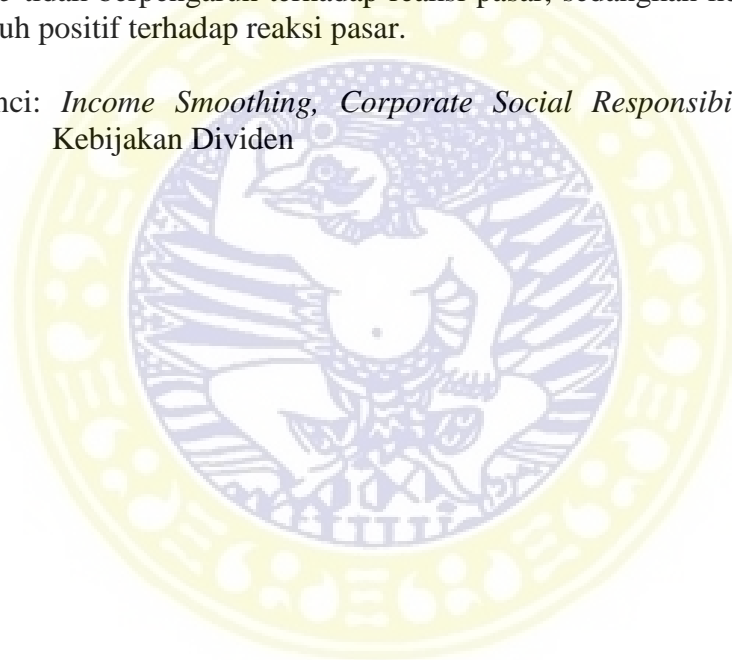 tidak berpengaruh terhadap reaksi pasar, sedangkan
uh positif terhadap reaksi pasar.
nci: Income Smoothing, Corporate Social Responsibi
Kebijakan Dividen